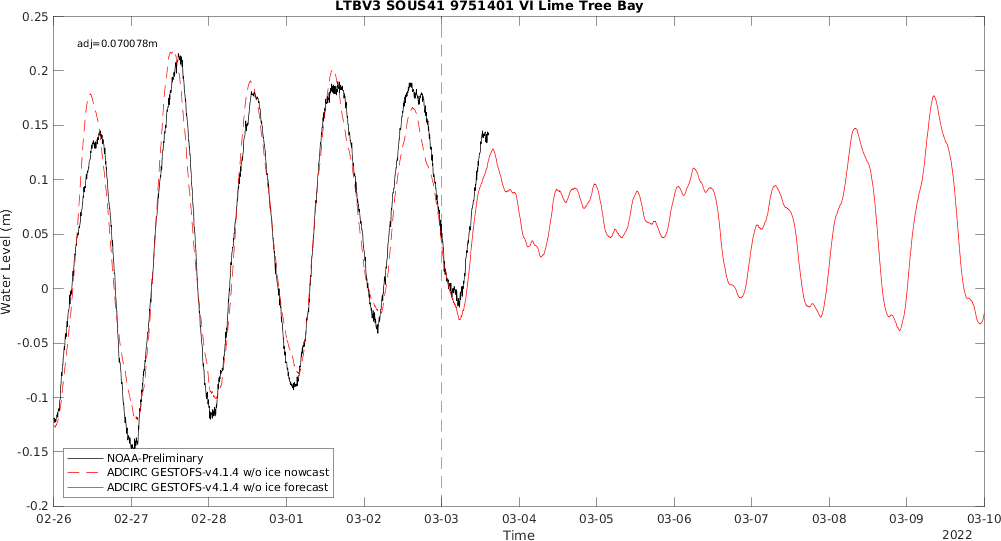 LTBV3 SOUS41 9751401 VI Lime Tree Bay
adj=0.070078m
Water Level (m)
0.25
0.2
0.15
0.1
0.05
0
-0.05
-0.1
-0.15
-0.2
NOAA-Preliminary
ADCIRC GESTOFS-v4.1.4 w/o ice nowcast
ADCIRC GESTOFS-v4.1.4 w/o ice forecast
02-26 02-27 02-28 03-01 03-02 03-03 03-04 03-05 03-06 03-07 03-08 03-09 03-10
Time
2022